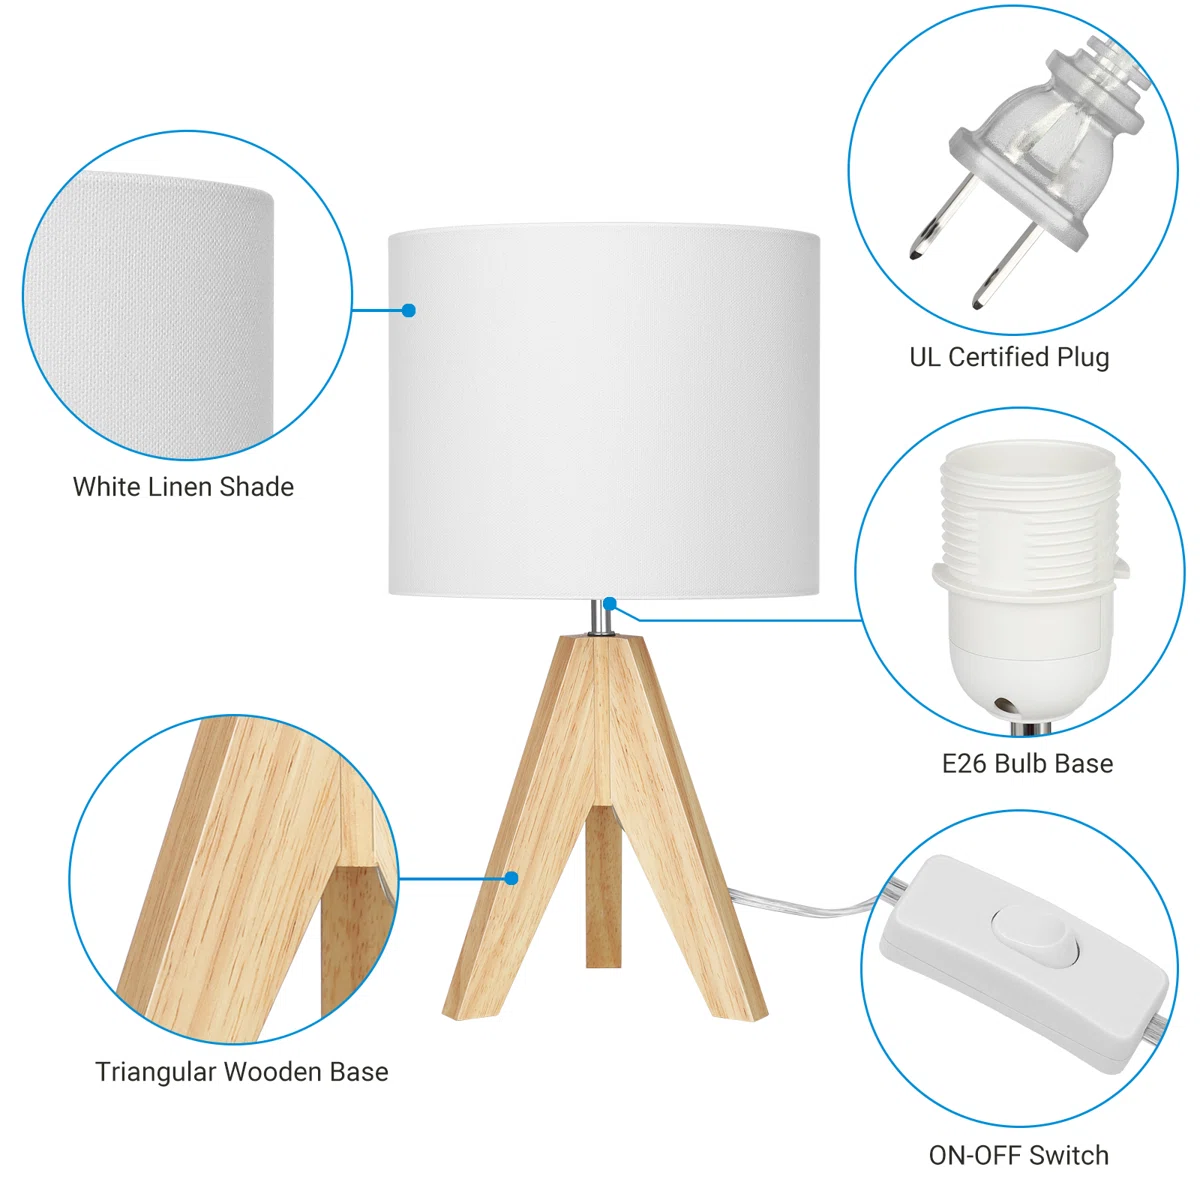 UL Certified Plug
White Linen Shade
E26 Bulb Base
Triangular Wooden Base
ON-OFF Switch